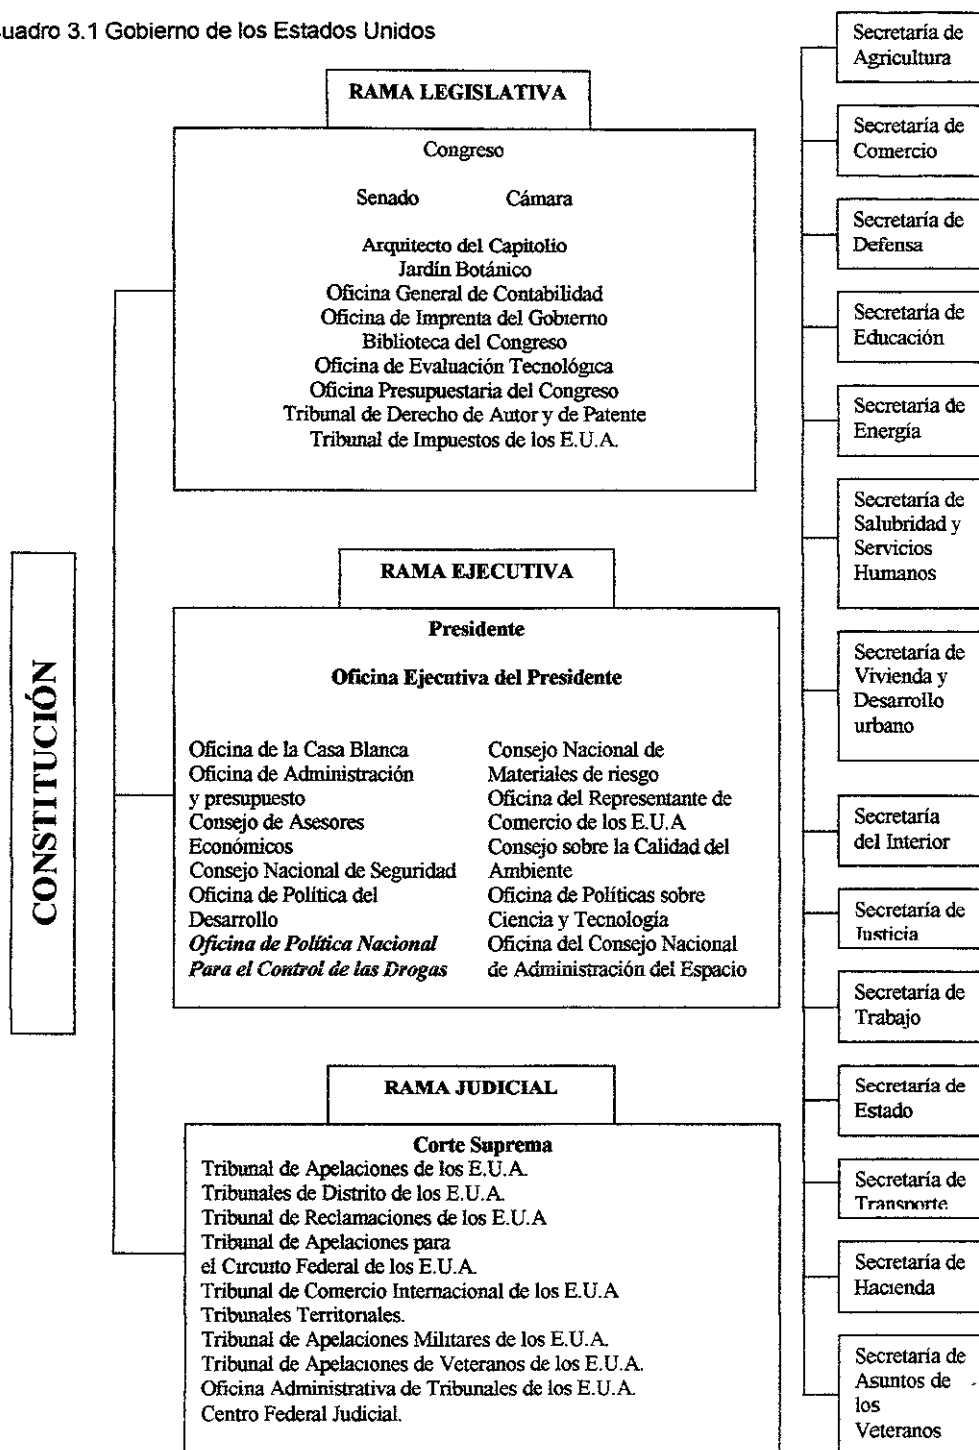 uadro 3.1 Gobierno de los Estados Unidos
RAMA LEGISLATIVA
Congreso
Senado Cámara
Arquitecto del Capitolio
Jardín Botánico
Oficina General de Contabilidad
Oficina de Imprenta del Gobierno
Biblioteca del Congreso
Oficina de Evaluación Tecnológica
Oficina Presupuestaria del Congreso
Tribunal de Derecho de Autor y de Patente
Tribunal de Impuestos de los E.U.A.
CONSTITUCIÓN
RAMA EJECUTIVA
Presidente
Oficina Ejecutiva del Presidente
Oficina de la Casa Blanca
Oficina de Administración
y presupuesto
Consejo de Asesores
Económicos
Consejo Nacional de Seguridad
Oficina de Política del
Desarrollo
Oficina de Política Nacional
Para el Control de las Drogas
Consejo Nacional de
Materiales de riesgo
Oficina del Representante de
Comercio de los E.U.A
Consejo sobre la Calidad del
Ambiente
Oficina de Políticas sobre
Ciencia y Tecnología
Oficina del Consejo Nacional
de Administración del Espacio
RAMA JUDICIAL
Corte Suprema
Tribunal de Apelaciones de los E.U.A.
Tribunales de Distrito de los E.U.A.
Tribunal de Reclamaciones de los E.U.A
Tribunal de Apelaciones para
el Circuito Federal de los E.U.A.
Tribunal de Comercio Internacional de los E.U.A
Tribunales Territoriales.
Tribunal de Apelaciones Militares de los E.U.A.
Tribunal de Apelaciones de Veteranos de los E.U.A.
Oficina Administrativa de Tribunales de los E.U.A.
Centro Federal Judicial.
Secretaría de
Agricultura
Secretaría de
Comercio
Secretaría de
Defensa
Secretaría de
Educación
Secretaría de
Energía
Secretaría de
Salubridad y
Servicios
Humanos
Secretaría de
Vivienda y
Desarrollo
urbano
Secretaría
del Interior
Secretaría de
Justicia
Secretaría de
Trabajo
Secretaría de
Estado
Secretaría de
Transporte
Secretaría de
Hacienda
Secretaría de
Asuntos de
los
Veteranos